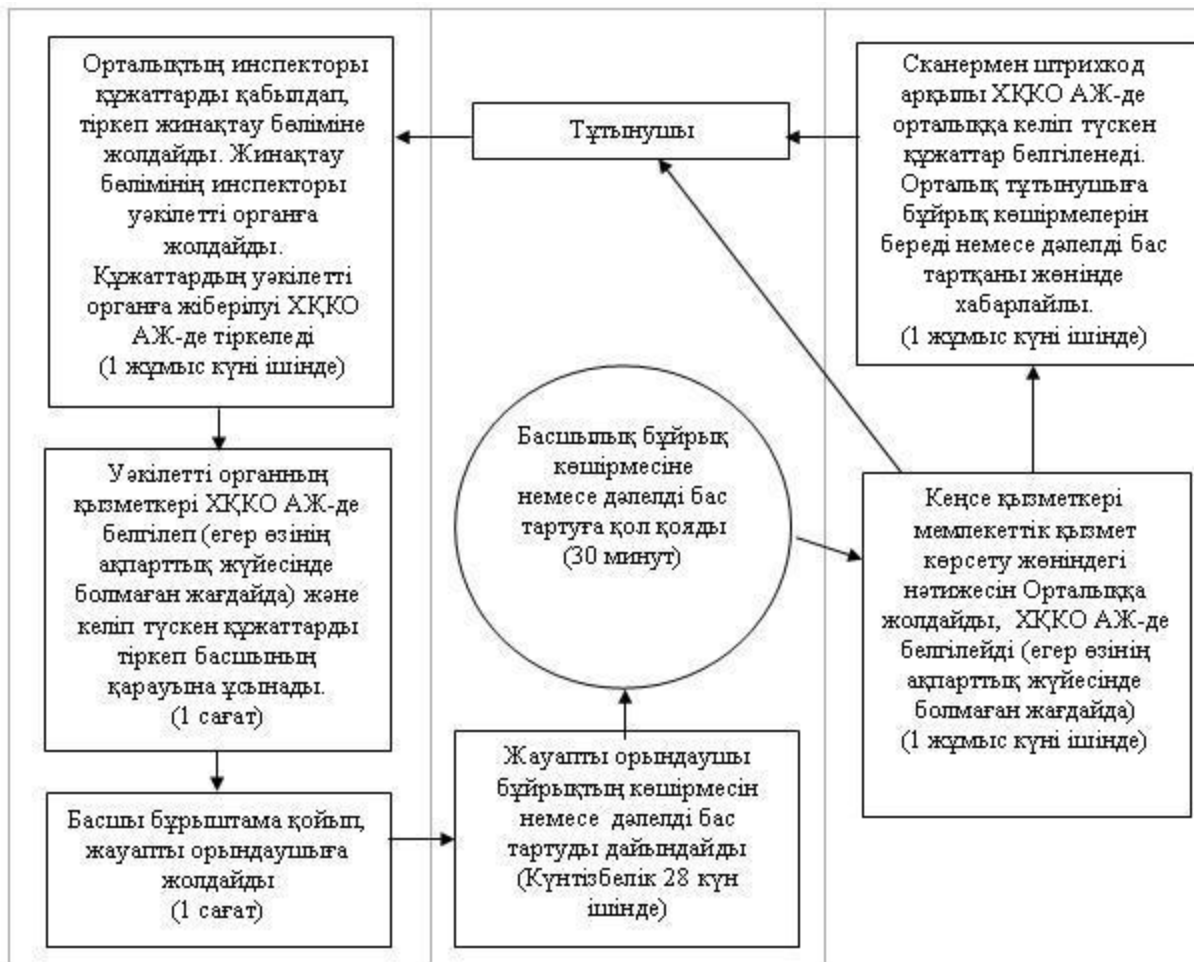 Орталықтың инспекторы
құжаттарды қабылдап,
тіркеп жинақтау бөліміне
жолдайды. Жинақтау
бөлімінің инспекторы
уәкілетті органға
жолдайды.
Құжаттардың уәкілетті
органға жіберілуі ХҚКО
АЖ-де тіркеледі
(1 жұмыс күні ішінде)
Тұтынушы
Сканермен штрихкод
арқылы ХҚКО АЖ-де
орталыққа келіп түскен
құжаттар белгіленеді.
Орталық тұтынушыға
бұйрық көшірмелерін
береді немесе дәлелді бас
тартқаны жөнінде
хабарлайлы.
(1 жұмыс күні ішінде)
Уәкілетті органның
қызметкері ХҚКО АЖ-де
белгілеп (егер өзінің
ақпарттық жүйесінде
болмаған жағдайда) және
келіп түскен құжаттарды
тіркеп басшының
қарауына ұсынады.
(1 сағат)
Басшылық бұйрық
көшірмесіне
немесе дәлелді бас
тартуға қол қояды
(30 минут)
Кеңсе қызметкері
мемлекеттік қызмет
көрсету жөніндегі
нәтижесін Орталыққа
жолдайды, ХҚКО АЖ-де
белгілейді (егер өзінің
ақпарттық жүйесінде
болмаған жағдайда)
(1 жұмыс күні ішінде)
Басшы бұрыштама қойып,
жауапты орындаушыға
жолдайды
(1 сағат)
Жауапты орындаушы
бұйрықтың көшірмесін
немесе дәлелді бас
тартуды дайындайды
(Күнтізбелік 28 күн
ішінде)